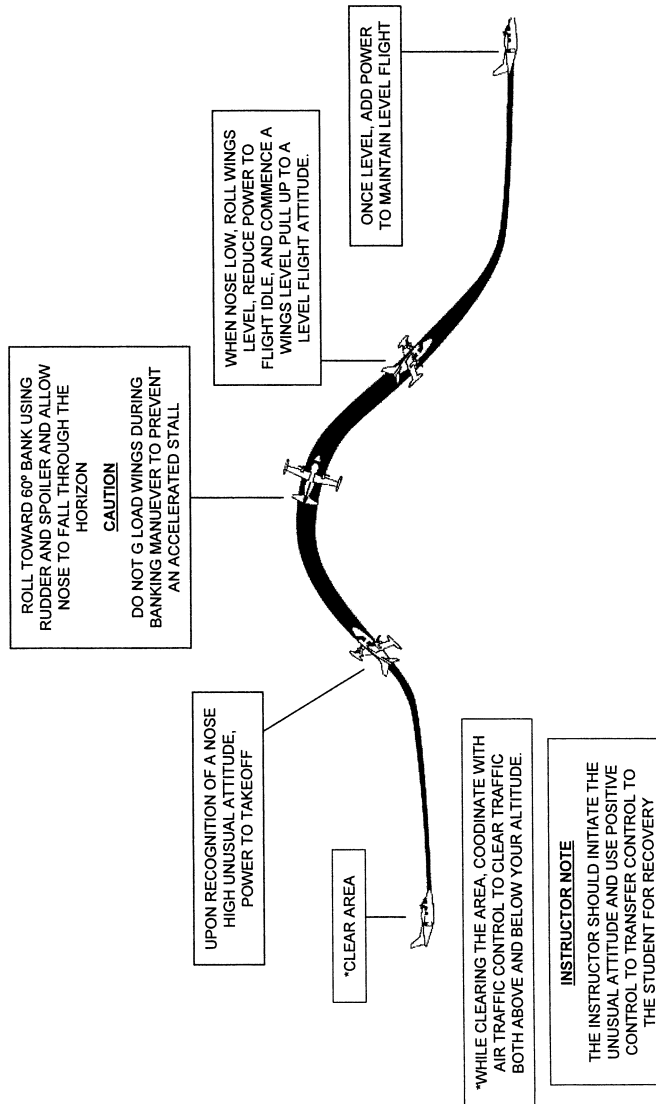 *CLEAR AREA
UPON RECOGNITION OF A NOSE
HIGH UNUSUAL ATTITUDE,
POWER TO TAKEOFF
ROLL TOWARD 60° BANK USING
RUDDER AND SPOILER AND ALLOW
NOSE TO FALL THROUGH THE
HORIZON
CAUTION
DO NOT G LOAD WINGS DURING
BANKING MANUEVER TO PREVENT
AN ACCELERATED STALL
WHEN NOSE LOW, ROLL WINGS
LEVEL, REDUCE POWER TO
FLIGHT IDLE, AND COMMENCE A
WINGS LEVEL PULL UP TO A
LEVEL FLIGHT ATTITUDE.
ONCE LEVEL, ADD POWER
TO MAINTAIN LEVEL FLIGHT
*WHILE CLEARING THE AREA, COODINATE WITH
AIR TRAFFIC CONTROL TO CLEAR TRAFFIC
BOTH ABOVE AND BELOW YOUR ALTITUDE.
INSTRUCTOR NOTE
THE INSTRUCTOR SHOULD INITIATE THE
UNUSUAL ATTITUDE AND USE POSITIVE
CONTROL TO TRANSFER CONTROL TO
THE STUDENT FOR RECOVERY